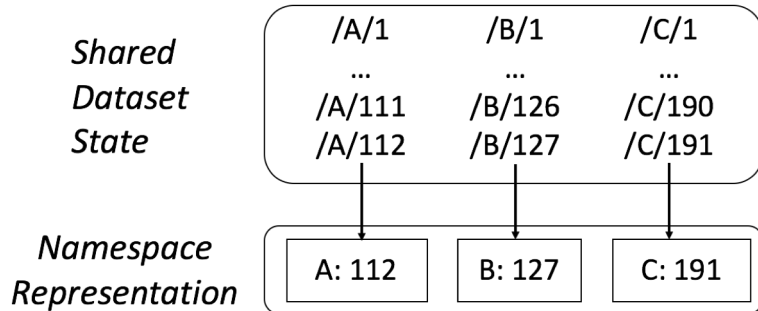 Shared
Dataset
State
/A/1 /B/1 /C/1
... ... ...
/A/111 /B/126 /C/190
/A/112 /B/127 /C/191
Namespace
Representation
A: 112 B: 127 C: 191